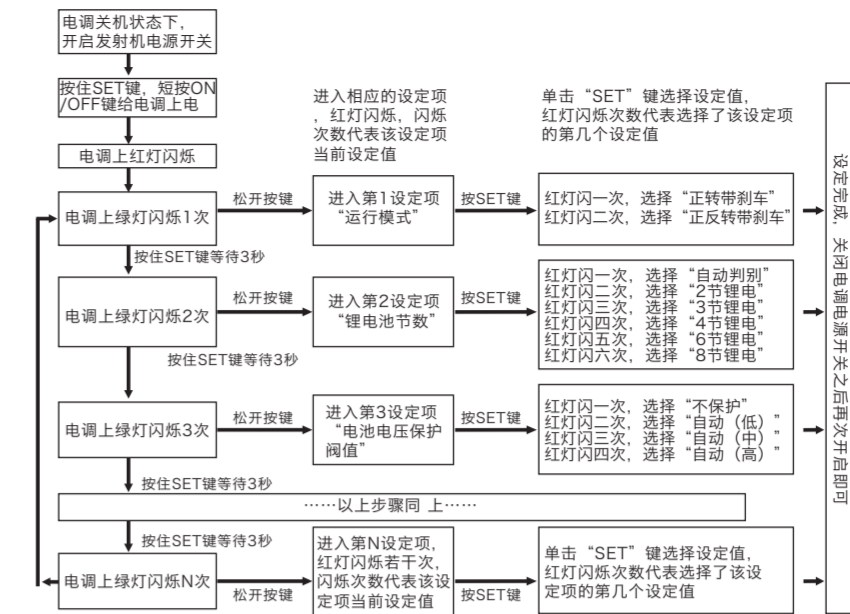 电调关机状态下，
开启发射机电源开关
按住SET键，短按ON
/OFF键给电调上电
电调上红灯闪烁
进入相应的设定项
，红灯闪烁，闪烁
次数代表该设定项
当前设定值
单击“SET”键选择设定值，
红灯闪烁次数代表选择了该设定项
的第几个设定值
电调上绿灯闪烁1次
松开按键
进入第1设定项
“运行模式”
按SET键
红灯闪一次，选择“正转带刹车”
红灯闪二次，选择“正反转带刹车”
按住SET键等待3秒
电调上绿灯闪烁2次
松开按键
进入第2设定项
“锂电池节数”
按SET键
红灯闪一次，选择“自动判别”
红灯闪二次，选择“2节锂电”
红灯闪三次，选择“3节锂电”
红灯闪四次，选择“4节锂电”
红灯闪五次，选择“6节锂电”
红灯闪六次，选择“8节锂电”
按住SET键等待3秒
电调上绿灯闪烁3次
松开按键
进入第3设定项
“电池电压保护
阀值”
按SET键
红灯闪一次，选择“不保护”
红灯闪二次，选择“自动（低）”
红灯闪三次，选择“自动（中）”
红灯闪四次，选择“自动（高）”
按住SET键等待3秒
……以上步骤同 上……
按住SET键等待3秒
电调上绿灯闪烁N次
松开按键
进入第N设定项，
红灯闪烁若干次，
闪烁次数代表该设
定项当前设定值
按SET键
单击“SET”键选择设定值，
红灯闪烁次数代表选择了该设
定项的第几个设定值
设定完成，关闭电调电源开关之后再次开启即可